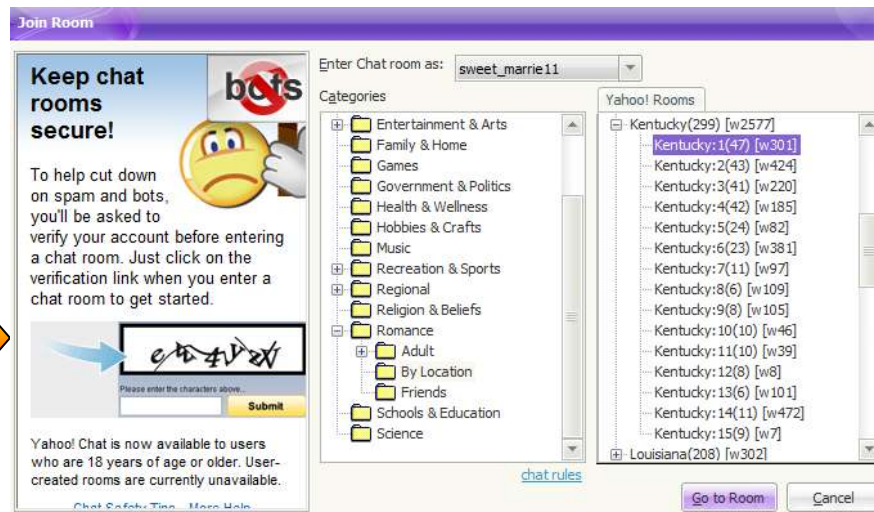 Join Room
Keep chat
rooms
secure!
bots
To help cut down
on spam and bots,
you'll be asked to
verify your account before entering
a chat room. Just click on the
verification link when you enter a
chat room to get started.
Please enter the characters above...
Submit
Yahoo! Chat is now available to users
who are 18 years of age or older. User-
created rooms are currently unavailable.
Chat Safety Tips - More Help
Enter Chat room as: sweet_marrie11
Categories
Entertainment & Arts
Family & Home
Games
Government & Politics
Health & Wellness
Hobbies & Crafts
Music
Recreation & Sports
Regional
Religion & Beliefs
Romance
Adult
By Location
Friends
Schools & Education
Science
chat rules
Yahoo! Rooms
Kentucky(299) [w2577]
Kentucky:1(47) [w301]
Kentucky:2(43) [w424]
Kentucky:3(41) [w220]
Kentucky:4(42) [w185]
Kentucky:5(24) [w82]
Kentucky:6(23) [w381]
Kentucky:7(11) [w97]
Kentucky:8(6) [w109]
Kentucky:9(8) [w105]
Kentucky:10(10) [w46]
Kentucky:11(10) [w39]
Kentucky:12(8) [w8]
Kentucky:13(6) [w101]
Kentucky:14(11) [w472]
Kentucky:15(9) [w7]
Louisiana(208) [w302]
Go to Room
Cancel